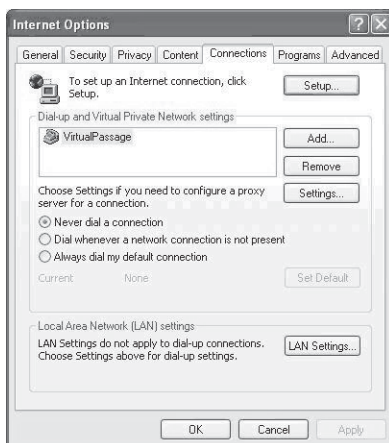 Internet Options
General Security Privacy Content Connections Programs Advanced
To set up an Internet connection, click
Setup.
Setup...
Dial-up and Virtual Private Network settings
VirtualPassage
Add...
Remove
Choose Settings if you need to configure a proxy
server for a connection.
Settings...
Never dial a connection
Dial whenever a network connection is not present
Always dial my default connection
Current None
Set Default
Local Area Network (LAN) settings
LAN Settings do not apply to dial-up connections.
Choose Settings above for dial-up settings.
LAN Settings...
OK Cancel Apply